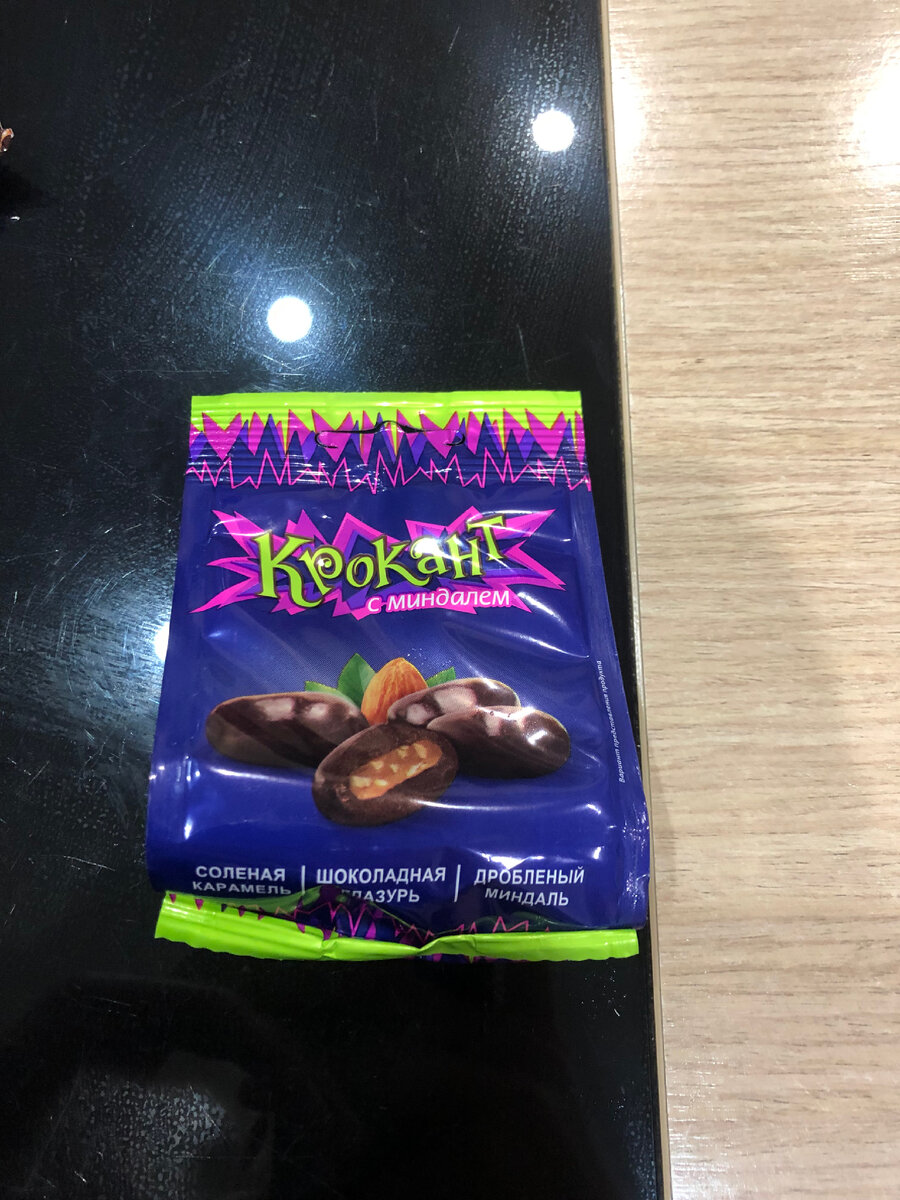 Крокант
с миндалем
Вариант представления продукта
СОЛЕНАЯ
КАРАМЕЛЬ
ШОКОЛАДНАЯ
ГЛАЗУРЬ
ДРОБЛЕНЫЙ
МИНДАЛЬ